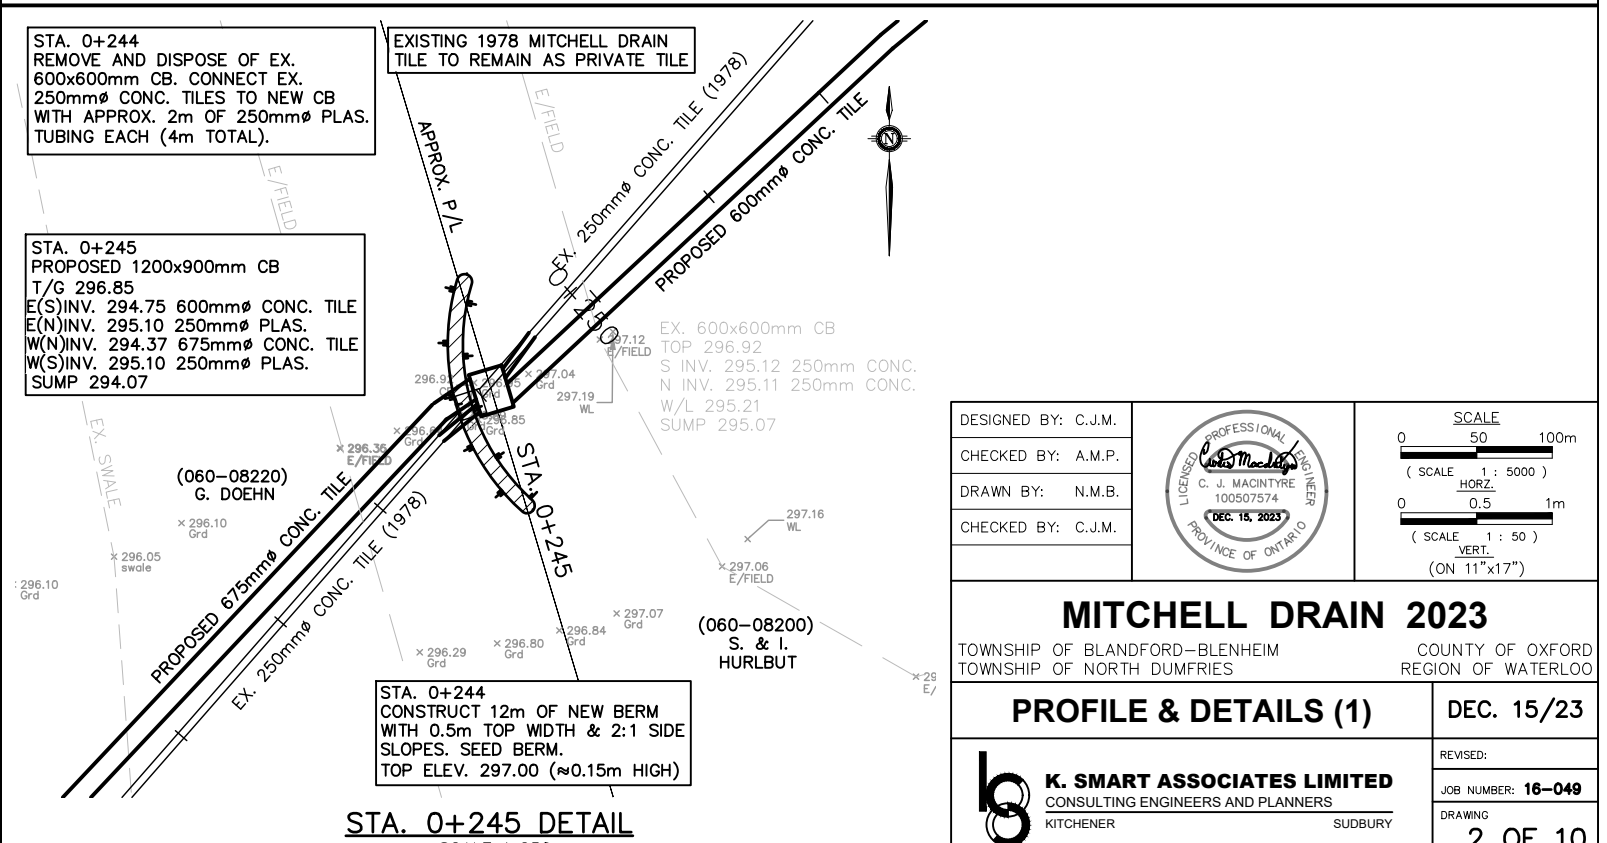 STA. 0+244
REMOVE AND DISPOSE OF EX.
600x600mm CB. CONNECT EX.
250mmø CONC. TILES TO NEW CB
WITH APPROX. 2m OF 250mmø PLAS.
TUBING EACH (4m TOTAL).
EXISTING 1978 MITCHELL DRAIN
TILE TO REMAIN AS PRIVATE TILE
E/FIELD
E/FIELD
APPROX. P/L
EX. 250mmø CONC. TILE (1978)
PROPOSED 600mmø CONC. TILE
N
STA. 0+245
PROPOSED 1200x900mm CB
T/G 296.85
E(S)INV. 294.75 600mmø CONC. TILE
E(N)INV. 295.10 250mmø PLAS.
W(N)INV. 294.37 675mmø CONC. TILE
W(S)INV. 295.10 250mmø PLAS.
SUMP 294.07
0+250
297.12
E/FIELD
EX. 600x600mm CB
TOP 296.92
S INV. 295.12 250mm CONC.
N INV. 295.11 250mm CONC.
W/L 295.21
SUMP 295.07
297.04
Grd
297.19
WL
Grd
296.85
Grd
Grd
296.36
E/FIELD
EX. SWALE
(060-08220)
G. DOEHN
296.10
Grd
296.05
swale
296.10
Grd
PROPOSED 675mmø CONC. TILE
EX. 250mmø CONC. TILE (1978)
STA. 0+245
297.16
WL
297.06
E/FIELD
297.07
Grd
296.84
Grd
296.80
Grd
296.29
Grd
(060-08200)
S. & I.
HURLBUT
STA. 0+244
CONSTRUCT 12m OF NEW BERM
WITH 0.5m TOP WIDTH & 2:1 SIDE
SLOPES. SEED BERM.
TOP ELEV. 297.00 (≈0.15m HIGH)
STA. 0+245 DETAIL
DESIGNED BY: C.J.M.
CHECKED BY: A.M.P.
DRAWN BY: N.M.B.
CHECKED BY: C.J.M.
LICENSED PROFESSIONAL ENGINEER
C. J. MACINTYRE
100507574
DEC. 15, 2023
PROVINCE OF ONTARIO
SCALE
0 50 100m
( SCALE 1 : 5000 )
HORZ.
0 0.5 1m
( SCALE 1 : 50 )
VERT.
(ON 11"x17")
MITCHELL DRAIN 2023
TOWNSHIP OF BLANDFORD-BLENHEIM COUNTY OF OXFORD
TOWNSHIP OF NORTH DUMFRIES REGION OF WATERLOO
PROFILE & DETAILS (1)
DEC. 15/23
REVISED:
JOB NUMBER: 16-049
DRAWING
2 OF 10
K. SMART ASSOCIATES LIMITED
CONSULTING ENGINEERS AND PLANNERS
KITCHENER SUDBURY